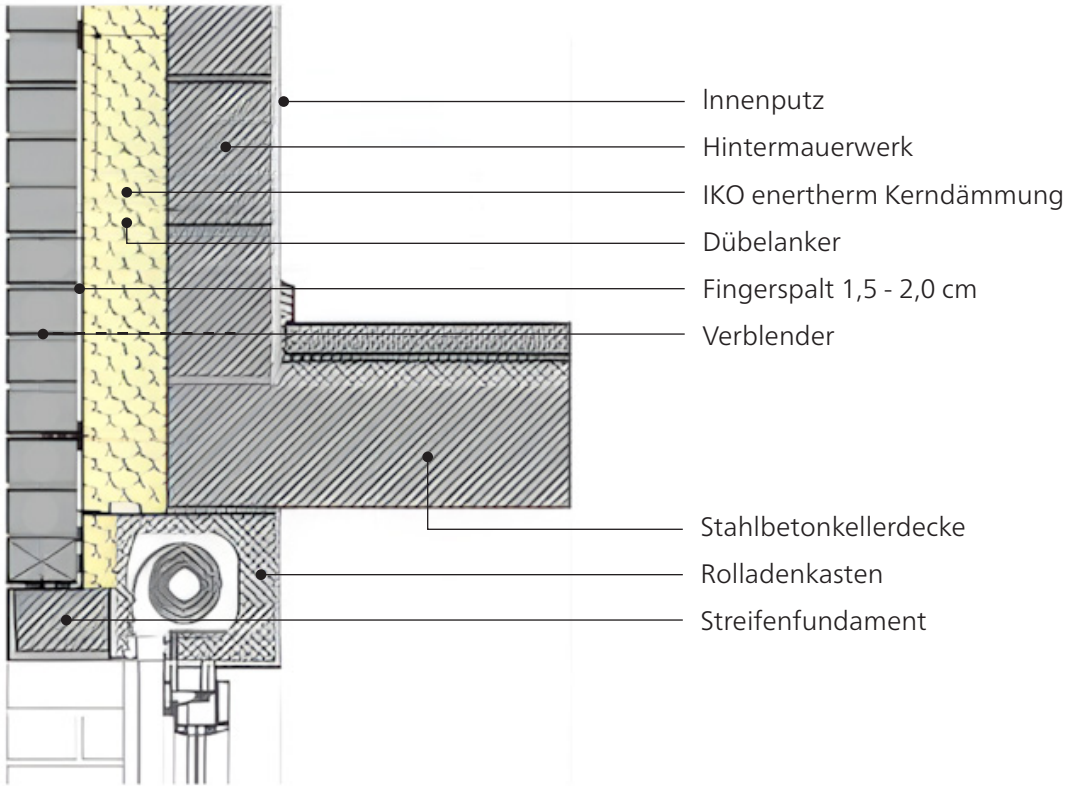 Innenputz
Hintermauerwerk
IKO enertherm Kerndämmung
Dübelanker
Fingerspalt 1,5 - 2,0 cm
Verblender
Stahlbetonkellerdecke
Rolladenkasten
Streifenfundament